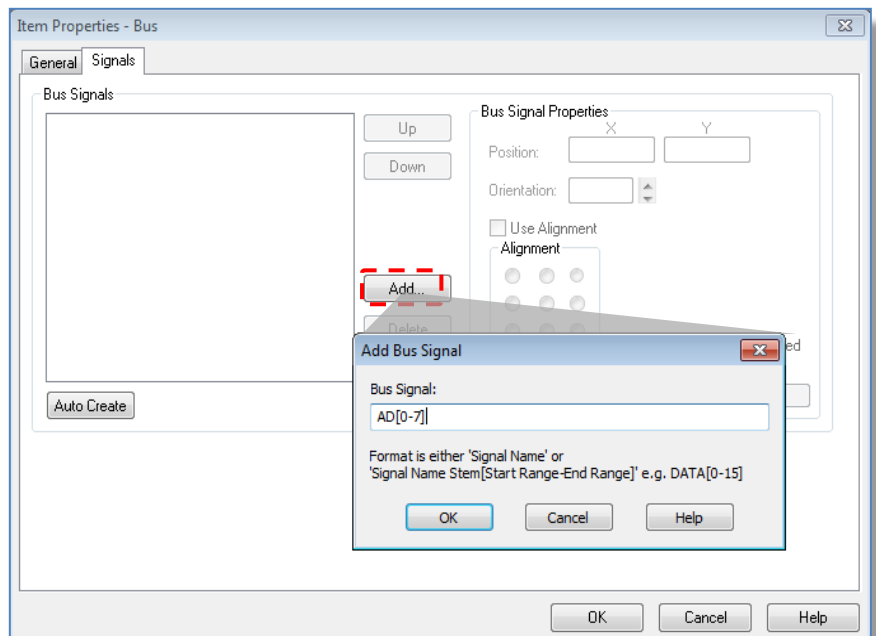 Item Properties - Bus
General Signals
Bus Signals
Up
Down
Add...
Delete
Auto Create
Bus Signal Properties
X Y
Position:
Orientation:
Use Alignment
Alignment
ed
Add Bus Signal
Bus Signal:
AD[0-7]
Format is either 'Signal Name' or
'Signal Name Stem[Start Range-End Range]' e.g. DATA[0-15]
OK Cancel Help
OK Cancel Help